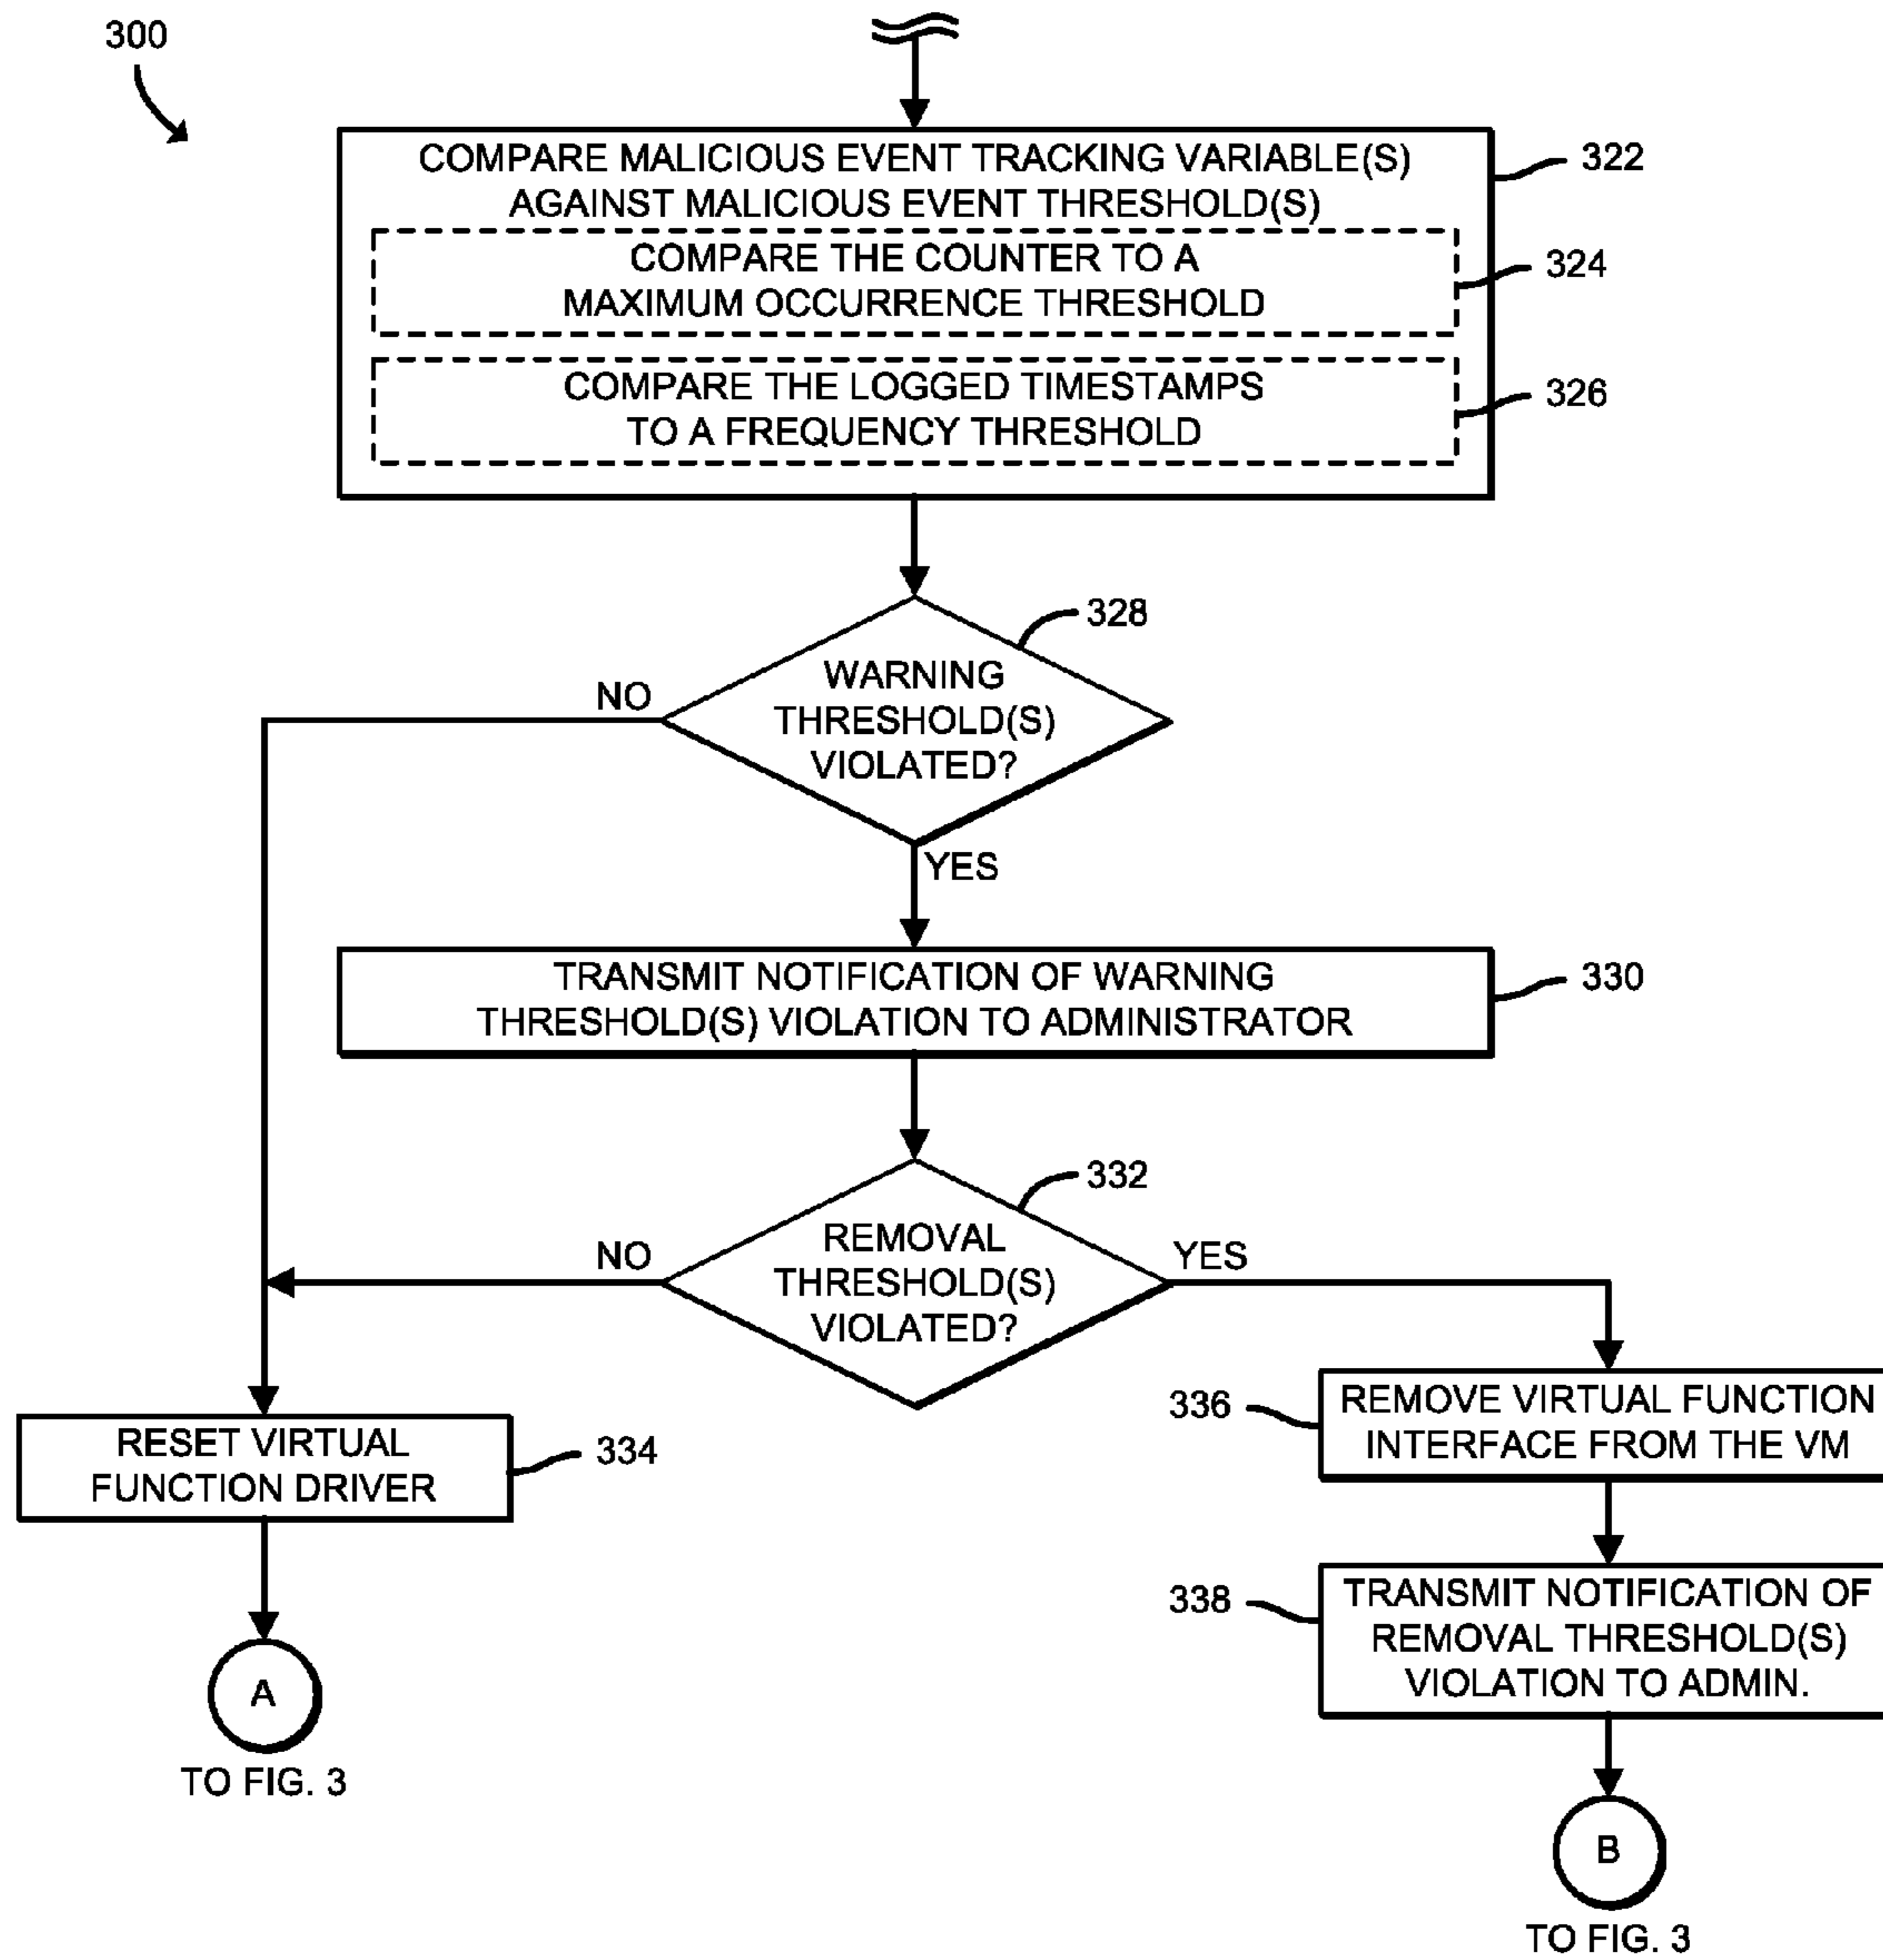 300
COMPARE MALICIOUS EVENT TRACKING VARIABLE(S)
AGAINST MALICIOUS EVENT THRESHOLD(S)
322
COMPARE THE COUNTER TO A
MAXIMUM OCCURRENCE THRESHOLD
324
COMPARE THE LOGGED TIMESTAMPS
TO A FREQUENCY THRESHOLD
326
328
WARNING
THRESHOLD(S)
VIOLATED?
NO
YES
TRANSMIT NOTIFICATION OF WARNING
THRESHOLD(S) VIOLATION TO ADMINISTRATOR
330
332
REMOVAL
THRESHOLD(S)
VIOLATED?
NO
YES
RESET VIRTUAL
FUNCTION DRIVER
334
336
REMOVE VIRTUAL FUNCTION
INTERFACE FROM THE VM
338
TRANSMIT NOTIFICATION OF
REMOVAL THRESHOLD(S)
VIOLATION TO ADMIN.
A
TO FIG. 3
B
TO FIG. 3